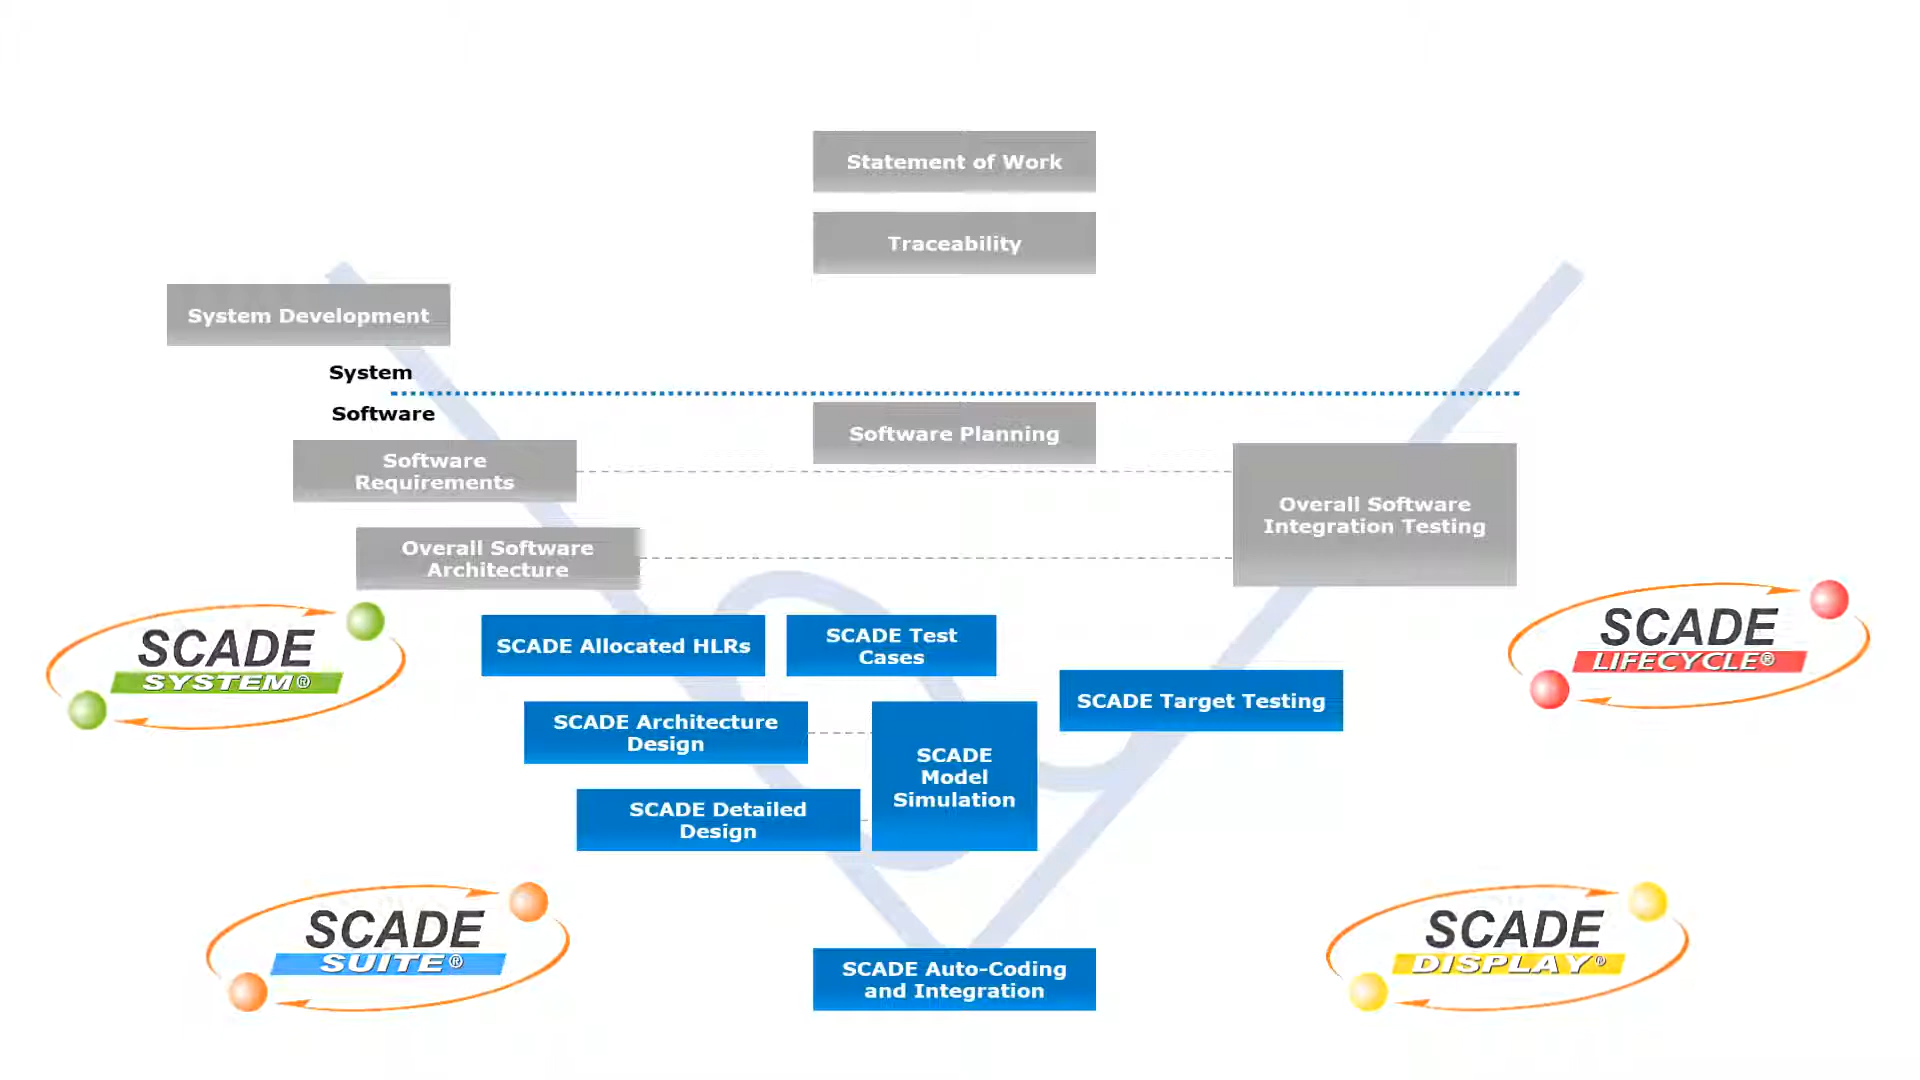 Statement of Work
Traceability
System Development
System
Software
Software Planning
Software
Requirements
Overall Software
Integration Testing
Overall Software
Architecture
SCADE
SYSTEM®
SCADE
LIFECYCLE®
SCADE Allocated HLRs
SCADE Test
Cases
SCADE Target Testing
SCADE Architecture
Design
SCADE
Model
Simulation
SCADE Detailed
Design
SCADE
SUITE®
SCADE
DISPLAY®
SCADE Auto-Coding
and Integration